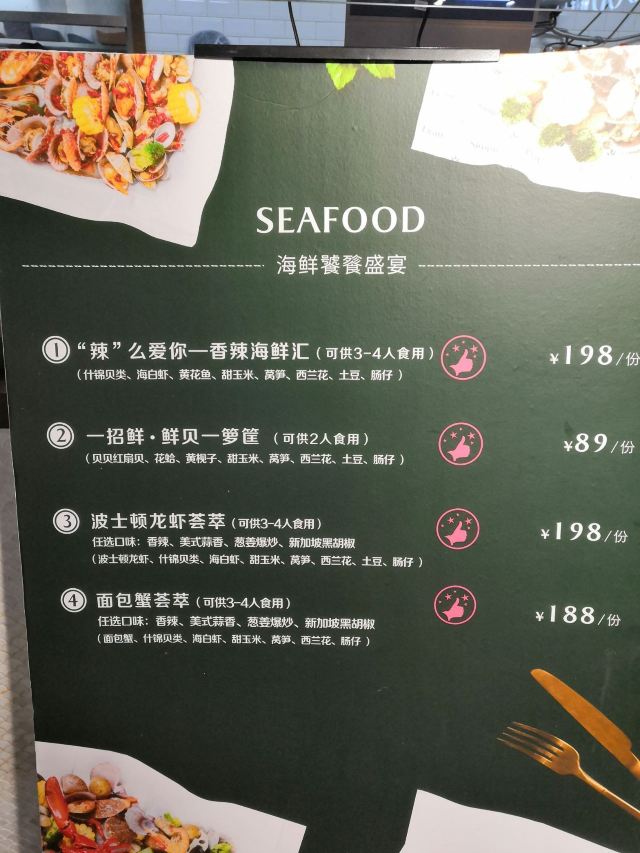 SEAFOOD
海鲜饕餮盛宴
1 “辣”么爱你—香辣海鲜汇（可供3-4人食用） ¥198/份
（什锦贝类、海白虾、黄花鱼、甜玉米、莴笋、西兰花、土豆、肠仔）
2 一招鲜·鲜贝一箩筐（可供2人食用） ¥89/份
（贝贝红扇贝、花蛤、黄蚬子、甜玉米、莴笋、西兰花、土豆、肠仔）
3 波士顿龙虾荟萃（可供3-4人食用） ¥198/份
任选口味：香辣、美式蒜香、葱姜爆炒、新加坡黑胡椒
（波士顿龙虾、什锦贝类、海白虾、甜玉米、莴笋、西兰花、土豆、肠仔）
4 面包蟹荟萃（可供3-4人食用） ¥188/份
任选口味：香辣、美式蒜香、葱姜爆炒、新加坡黑胡椒
（面包蟹、什锦贝类、海白虾、甜玉米、莴笋、西兰花、肠仔）